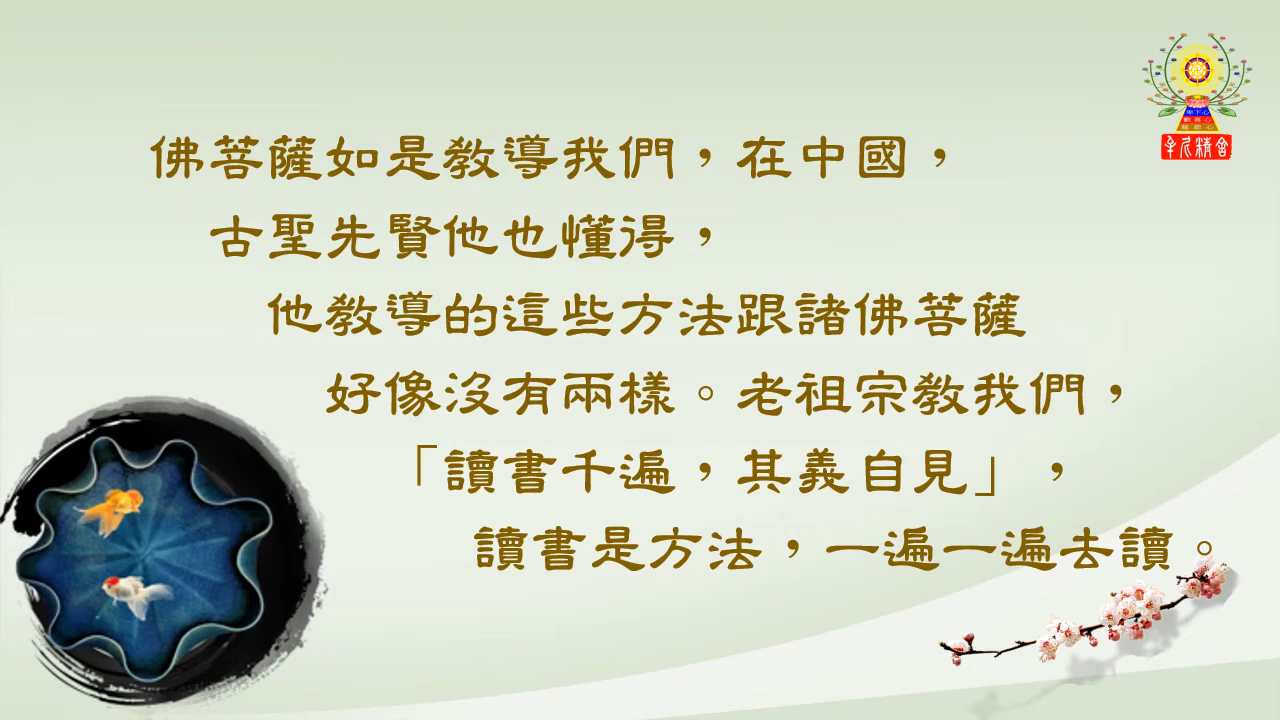 佛菩薩如是教導我們，在中國，
古聖先賢他也懂得，
他教導的這些方法跟諸佛菩薩
好像沒有兩樣。老祖宗教我們，
「讀書千遍，其義自見」，
讀書是方法，一遍一遍去讀。